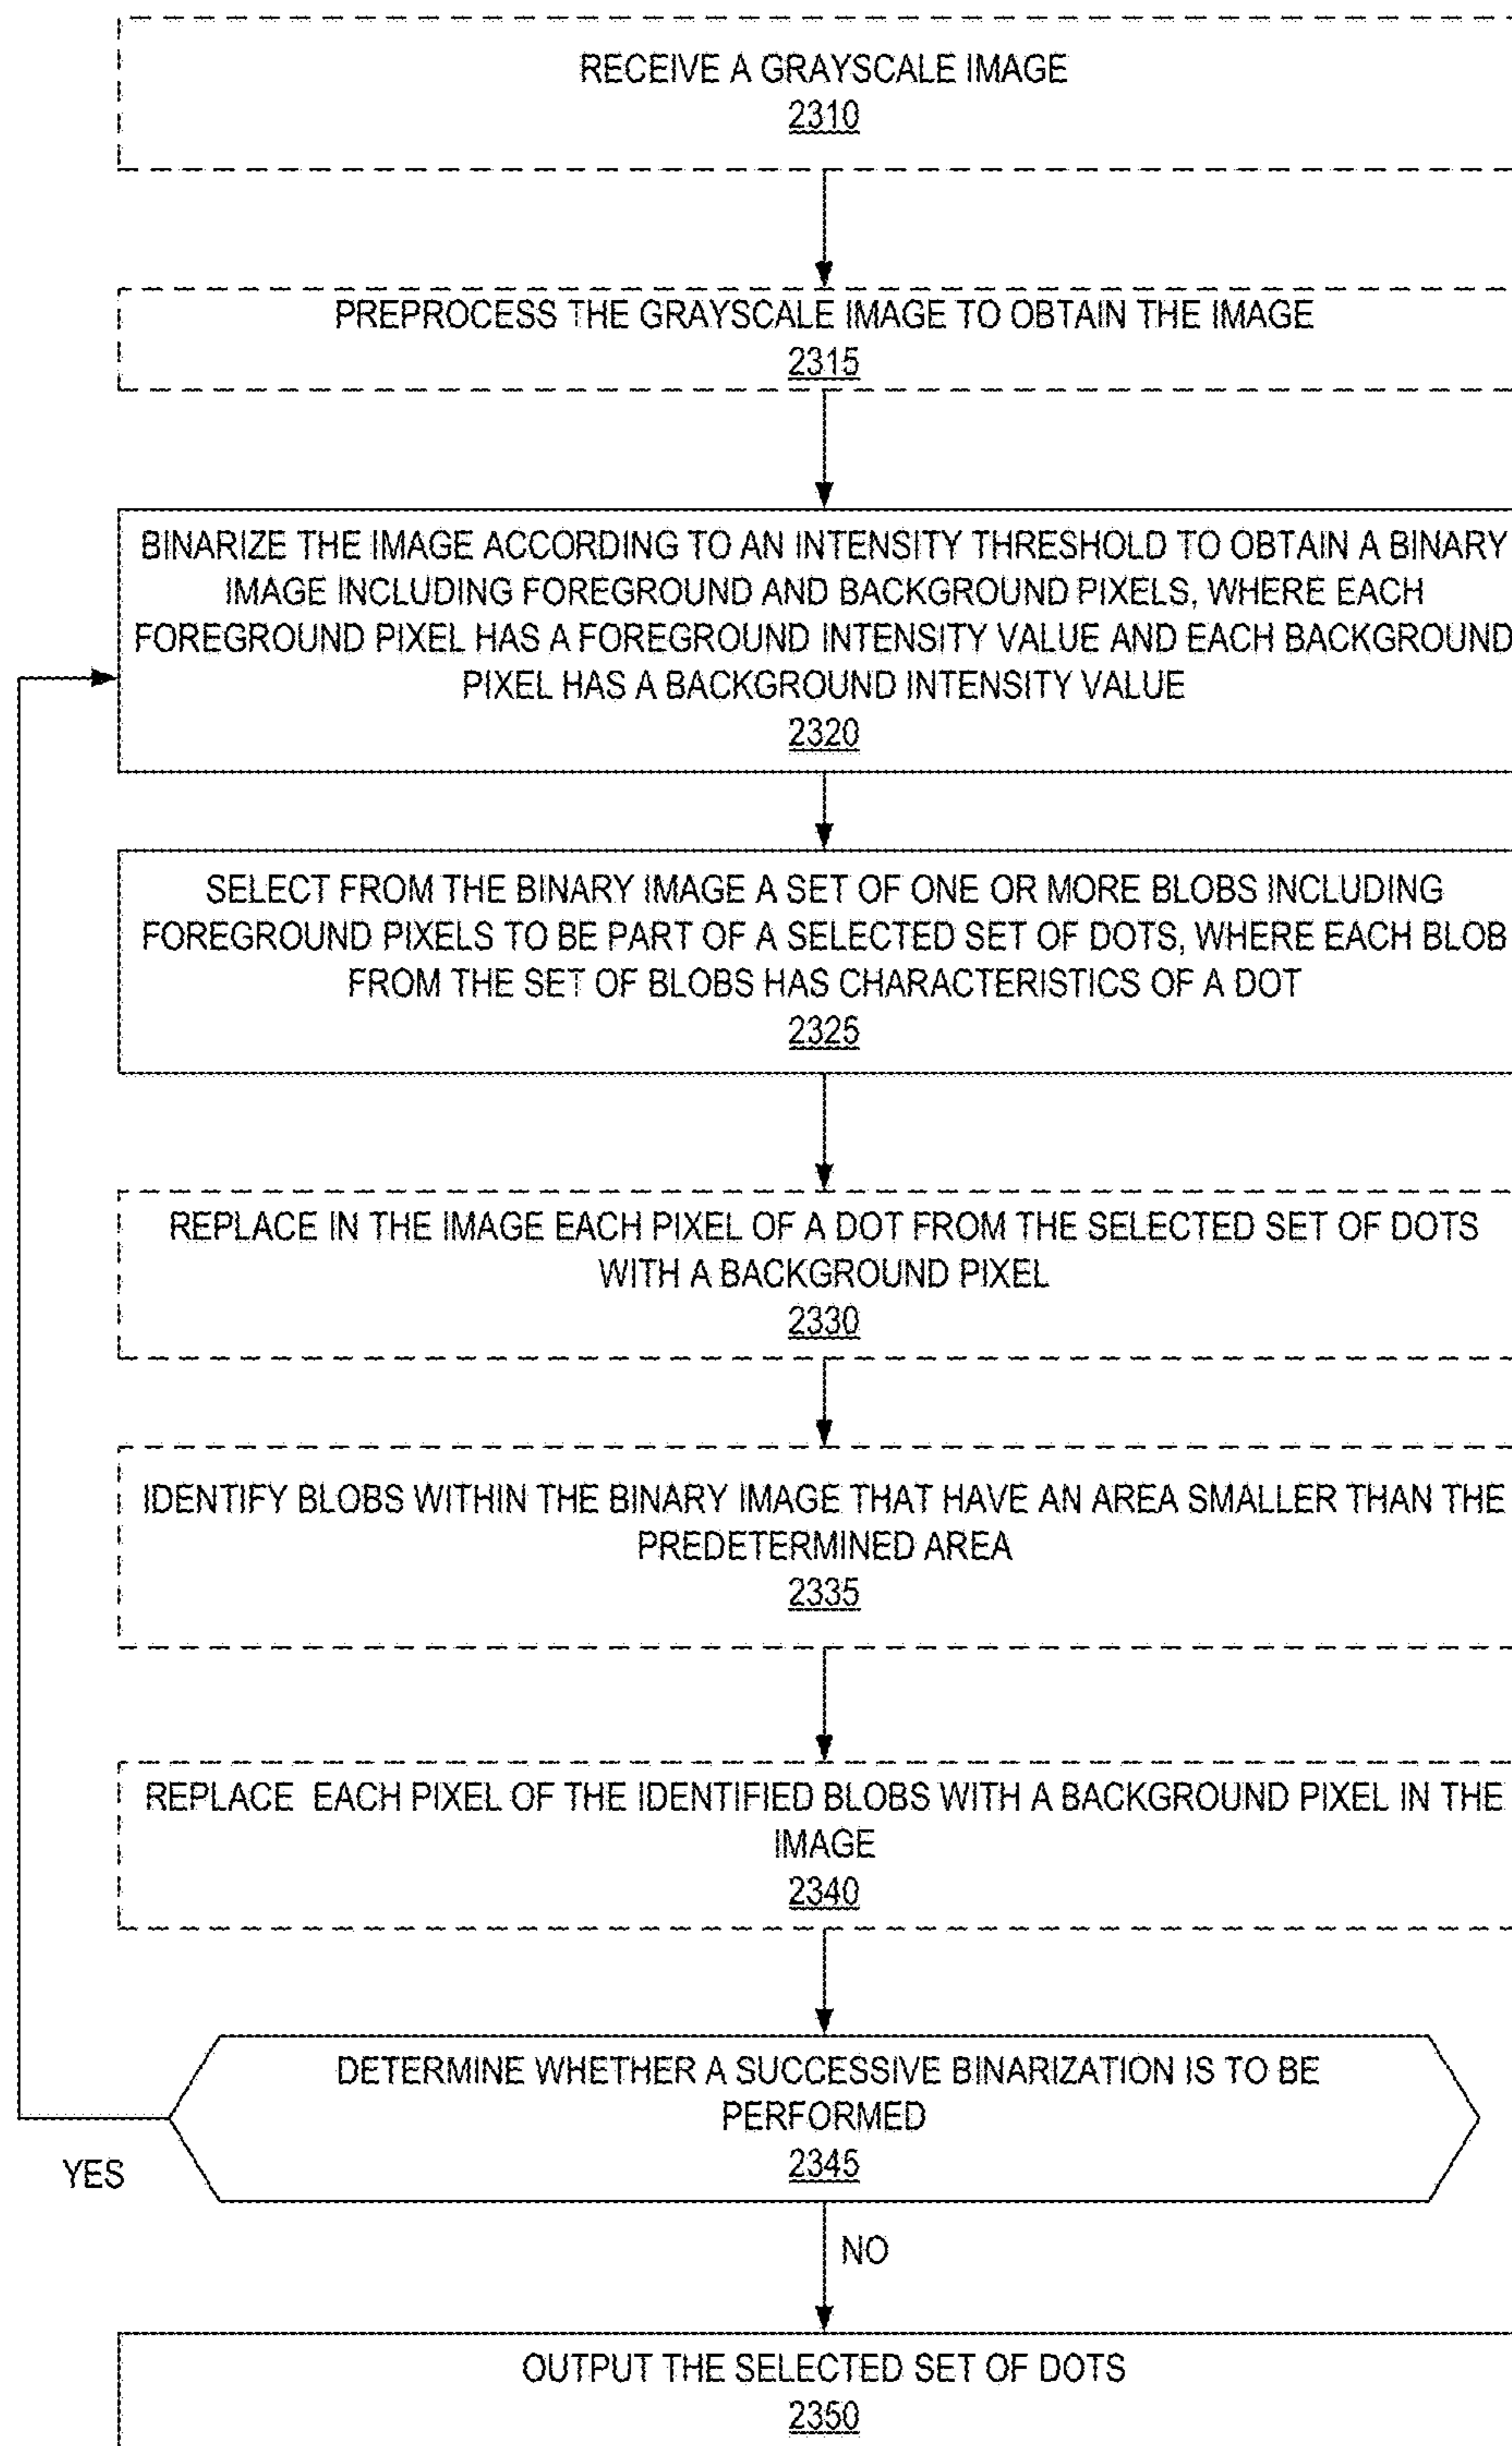 RECEIVE A GRAYSCALE IMAGE
2310
PREPROCESS THE GRAYSCALE IMAGE TO OBTAIN THE IMAGE
2315
BINARIZE THE IMAGE ACCORDING TO AN INTENSITY THRESHOLD TO OBTAIN A BINARY
IMAGE INCLUDING FOREGROUND AND BACKGROUND PIXELS, WHERE EACH
FOREGROUND PIXEL HAS A FOREGROUND INTENSITY VALUE AND EACH BACKGROUND
PIXEL HAS A BACKGROUND INTENSITY VALUE
2320
SELECT FROM THE BINARY IMAGE A SET OF ONE OR MORE BLOBS INCLUDING
FOREGROUND PIXELS TO BE PART OF A SELECTED SET OF DOTS, WHERE EACH BLOB
FROM THE SET OF BLOBS HAS CHARACTERISTICS OF A DOT
2325
REPLACE IN THE IMAGE EACH PIXEL OF A DOT FROM THE SELECTED SET OF DOTS
WITH A BACKGROUND PIXEL
2330
IDENTIFY BLOBS WITHIN THE BINARY IMAGE THAT HAVE AN AREA SMALLER THAN THE
PREDETERMINED AREA
2335
REPLACE EACH PIXEL OF THE IDENTIFIED BLOBS WITH A BACKGROUND PIXEL IN THE
IMAGE
2340
DETERMINE WHETHER A SUCCESSIVE BINARIZATION IS TO BE
PERFORMED
2345
YES
NO
OUTPUT THE SELECTED SET OF DOTS
2350